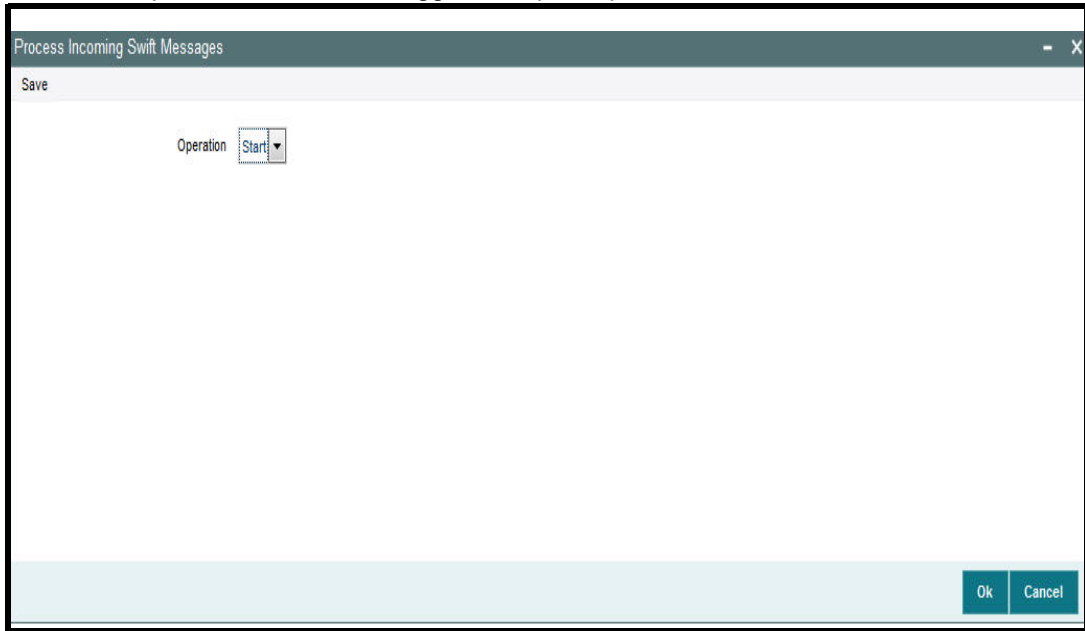 Process Incoming Swift Messages - X
Save
Operation Start
Ok Cancel